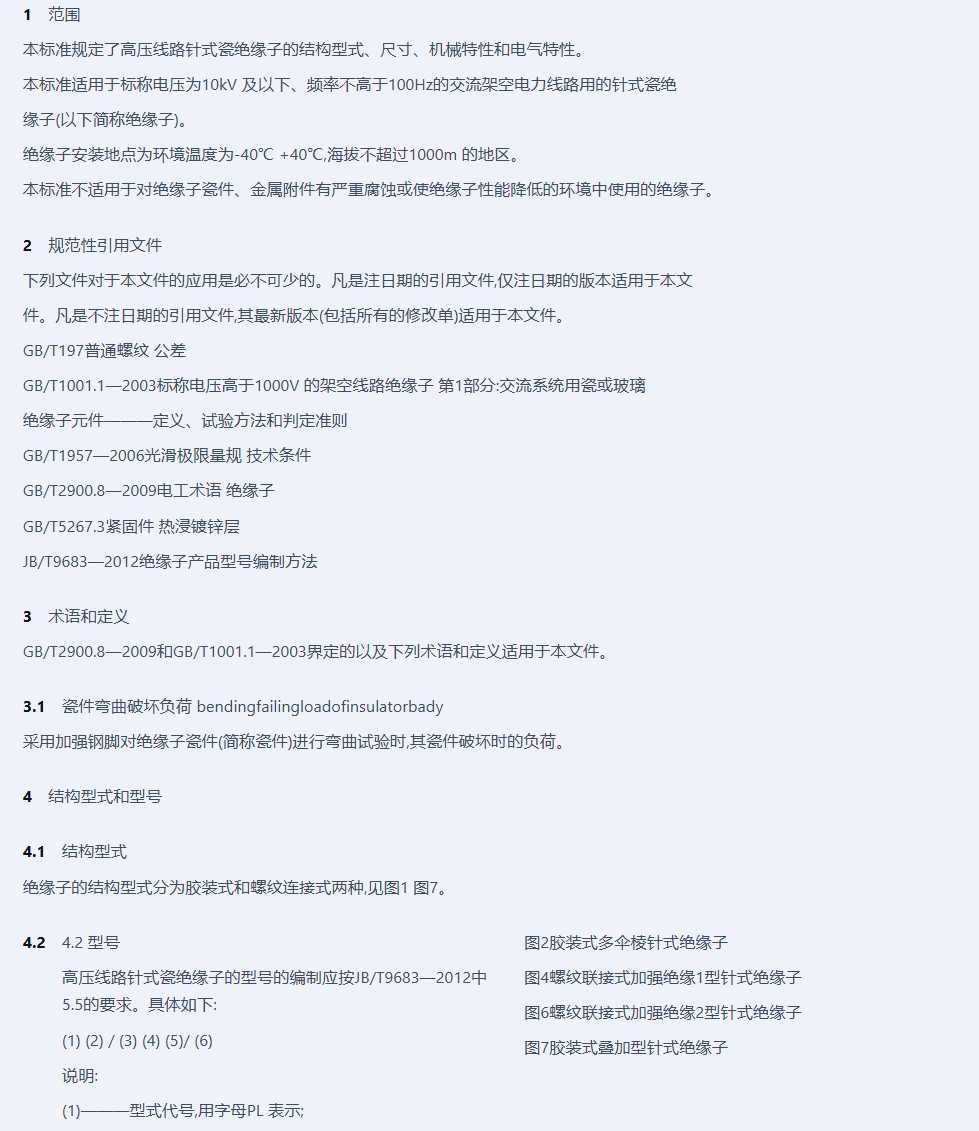 1 范围
本标准规定了高压线路针式瓷绝缘子的结构型式、尺寸、机械特性和电气特性。
本标准适用于标称电压为10kV 及以下、频率不高于100Hz的交流架空电力线路用的针式瓷绝
缘子(以下简称绝缘子)。
绝缘子安装地点为环境温度为-40℃ +40℃,海拔不超过1000m 的地区。
本标准不适用于对绝缘子瓷件、金属附件有严重腐蚀或使绝缘子性能降低的环境中使用的绝缘子。
2 规范性引用文件
下列文件对于本文件的应用是必不可少的。凡是注日期的引用文件,仅注日期的版本适用于本文
件。凡是不注日期的引用文件,其最新版本(包括所有的修改单)适用于本文件。
GB/T197普通螺纹 公差
GB/T1001.1—2003标称电压高于1000V 的架空线路绝缘子 第1部分:交流系统用瓷或玻璃
绝缘子元件———定义、试验方法和判定准则
GB/T1957—2006光滑极限量规 技术条件
GB/T2900.8—2009电工术语 绝缘子
GB/T5267.3紧固件 热浸镀锌层
JB/T9683—2012绝缘子产品型号编制方法
3 术语和定义
GB/T2900.8—2009和GB/T1001.1—2003界定的以及下列术语和定义适用于本文件。
3.1 瓷件弯曲破坏负荷 bendingfailingloadofinsulatorbady
采用加强钢脚对绝缘子瓷件(简称瓷件)进行弯曲试验时,其瓷件破坏时的负荷。
4 结构型式和型号
4.1 结构型式
绝缘子的结构型式分为胶装式和螺纹连接式两种,见图1 图7。
4.2 4.2 型号
高压线路针式瓷绝缘子的型号的编制应按JB/T9683—2012中
5.5的要求。具体如下:
(1) (2) / (3) (4) (5)/ (6)
说明:
(1)———型式代号,用字母PL 表示;
图2胶装式多伞棱针式绝缘子
图4螺纹联接式加强绝缘1型针式绝缘子
图6螺纹联接式加强绝缘2型针式绝缘子
图7胶装式叠加型针式绝缘子